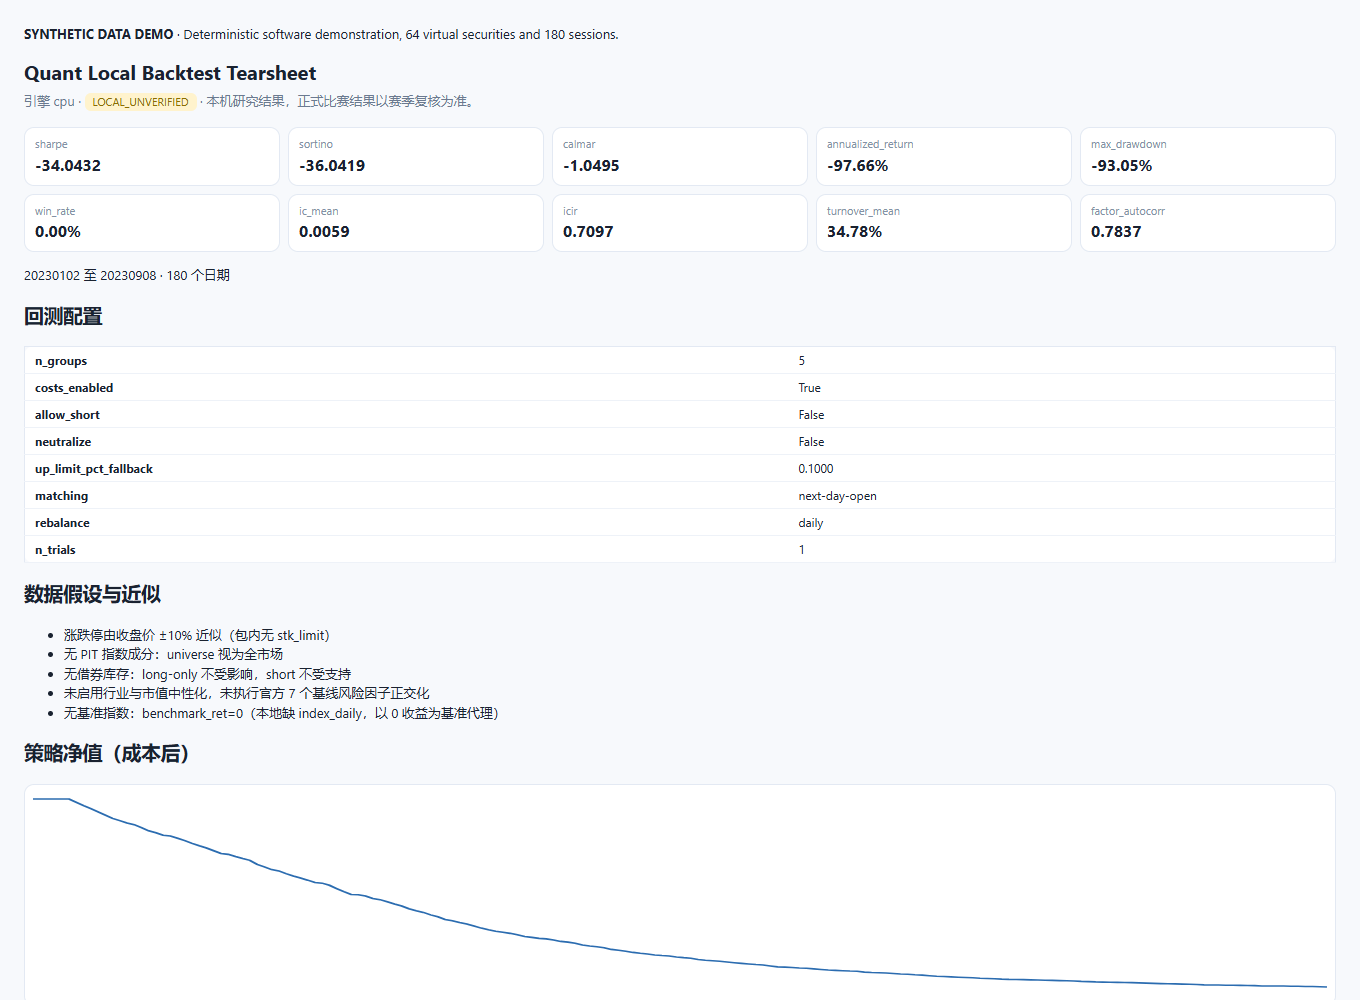 SYNTHETIC DATA DEMO · Deterministic software demonstration, 64 virtual securities and 180 sessions.
Quant Local Backtest Tearsheet
引擎 cpu · LOCAL_UNVERIFIED · 本机研究结果，正式比赛结果以赛季复核为准。
sharpe
-34.0432
sortino
-36.0419
calmar
-1.0495
annualized_return
-97.66%
max_drawdown
-93.05%
win_rate
0.00%
ic_mean
0.0059
icir
0.7097
turnover_mean
34.78%
factor_autocorr
0.7837
20230102 至 20230908 · 180 个日期
回测配置
n_groups 5
costs_enabled True
allow_short False
neutralize False
up_limit_pct_fallback 0.1000
matching next-day-open
rebalance daily
n_trials 1
数据假设与近似
• 涨跌停由收盘价 ±10% 近似（包内无 stk_limit）
• 无 PIT 指数成分：universe 视为全市场
• 无借券库存：long-only 不受影响，short 不受支持
• 未启用行业与市值中性化，未执行官方 7 个基线风险因子正交化
• 无基准指数：benchmark_ret=0（本地缺 index_daily，以 0 收益为基准代理）
策略净值（成本后）